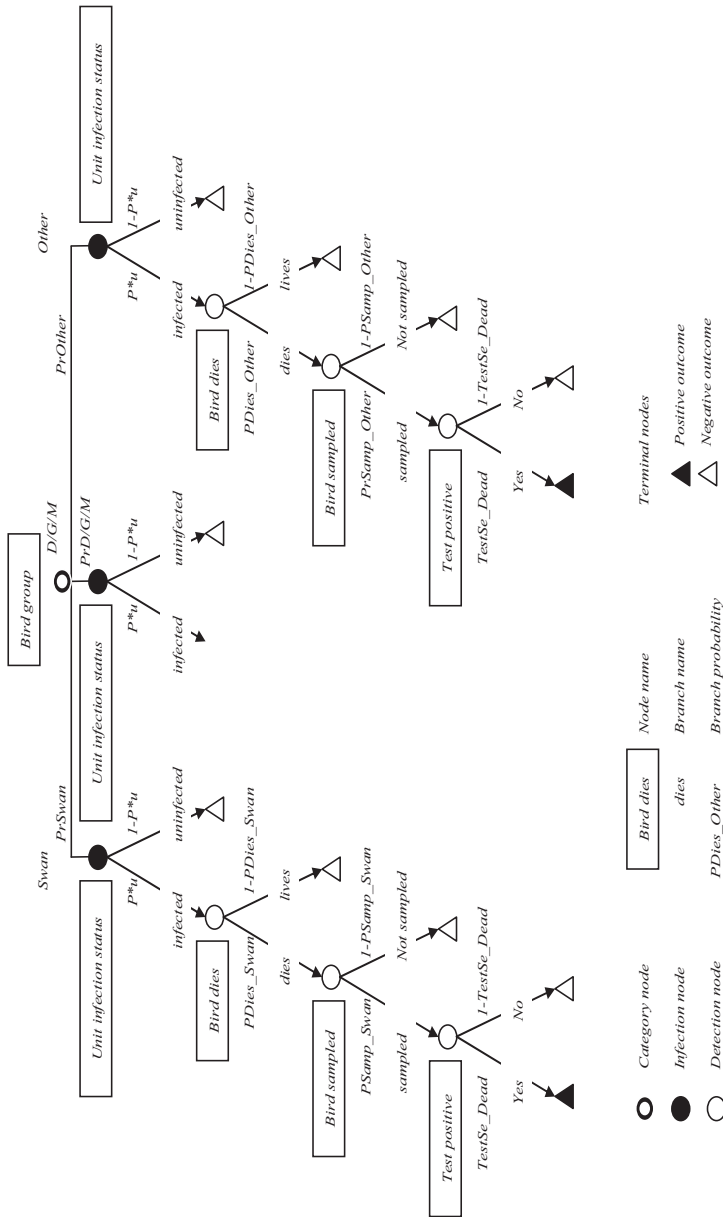 Bird group
Swan
PrSwan
D/G/M
PrD/G/M
PrOther
Other
Unit infection status
Unit infection status
Unit infection status
P*u
1-P*u
P*u
1-P*u
P*u
1-P*u
infected
uninfected
infected
uninfected
infected
uninfected
Bird dies
PDies_Swan
1-PDies_Swan
Bird dies
PDies_Other
1-PDies_Other
dies
lives
dies
lives
Bird sampled
PSamp_Swan
1-PSamp_Swan
Bird sampled
PrSamp_Other
1-PSamp_Other
sampled
Not sampled
sampled
Not sampled
Test positive
TestSe_Dead
1-TestSe_Dead
Test positive
TestSe_Dead
1-TestSe_Dead
Yes
No
Yes
No
Category node
Infection node
Detection node
Bird dies
Node name
dies
Branch name
PDies_Other
Branch probability
Terminal nodes
Positive outcome
Negative outcome